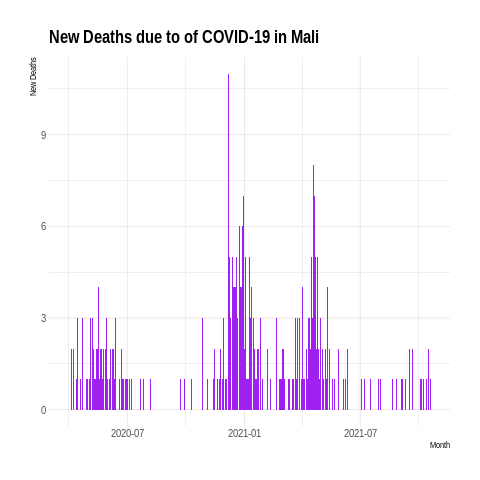 New Deaths due to of COVID-19 in Mali
New Deaths
9
6
3
0
2020-07 2021-01 2021-07
Month